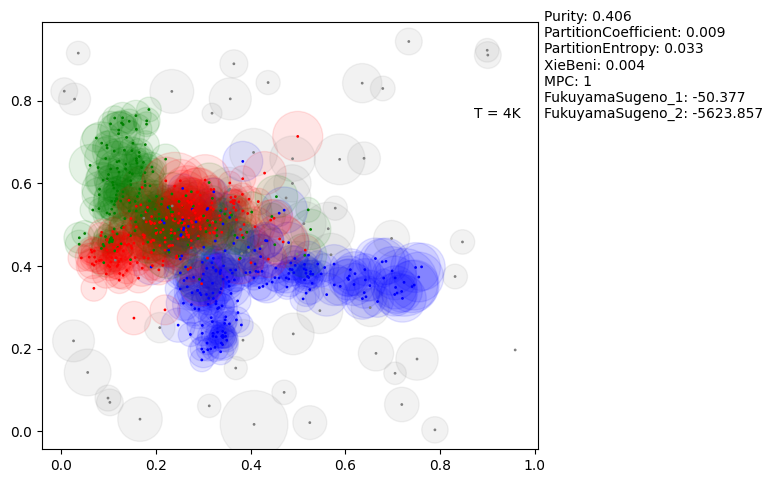 Purity: 0.406
PartitionCoefficient: 0.009
PartitionEntropy: 0.033
XieBeni: 0.004
MPC: 1
FukuyamaSugeno_1: -50.377
FukuyamaSugeno_2: -5623.857
T = 4K
0.8
0.6
0.4
0.2
0.0
0.0 0.2 0.4 0.6 0.8 1.0